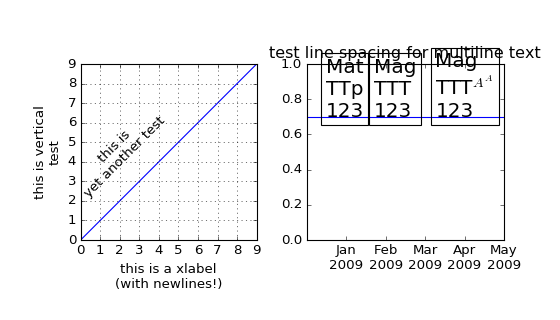 test line spacing for multiline text
this is vertical
test
9
8
7
6
5
4
3
2
1
0
this is
yet another test
0 1 2 3 4 5 6 7 8 9
this is a xlabel
(with newlines!)
1.0
0.8
0.6
0.4
0.2
0.0
Mat
TTp
123
Mag
TTT
123
Mag
TTT^A^A
123
Jan Feb Mar Apr May
2009 2009 2009 2009 2009